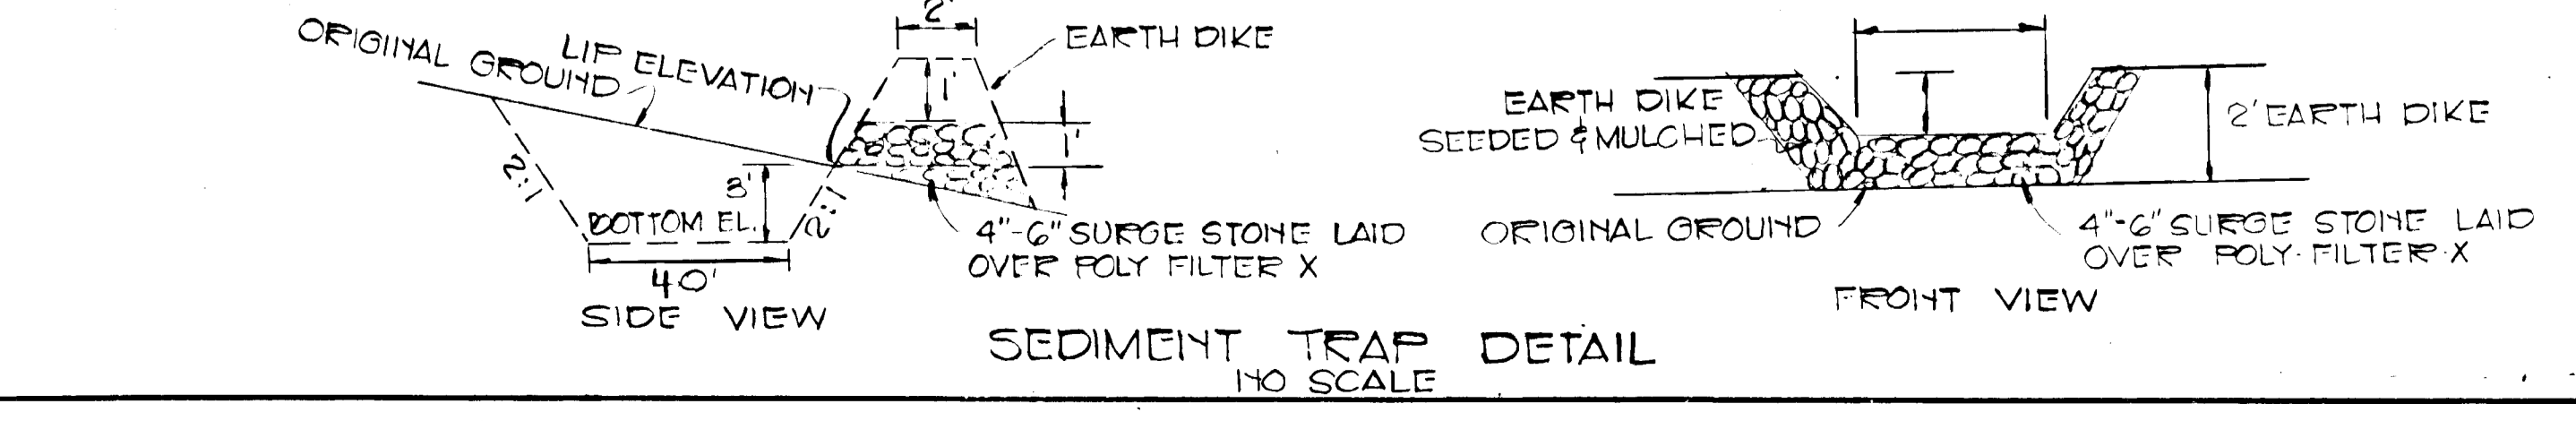 2'
ORIGINAL GROUND
LIP ELEVATION
EARTH DIKE
1'
1'
3'
2:1
2:1
BOTTOM EL.
40'
4"-6" SURGE STONE LAID
OVER POLY FILTER X
SIDE VIEW
EARTH DIKE
SEEDED & MULCHED
2' EARTH DIKE
ORIGINAL GROUND
4"-6" SURGE STONE LAID
OVER POLY FILTER X
FRONT VIEW
SEDIMENT TRAP DETAIL
NO SCALE